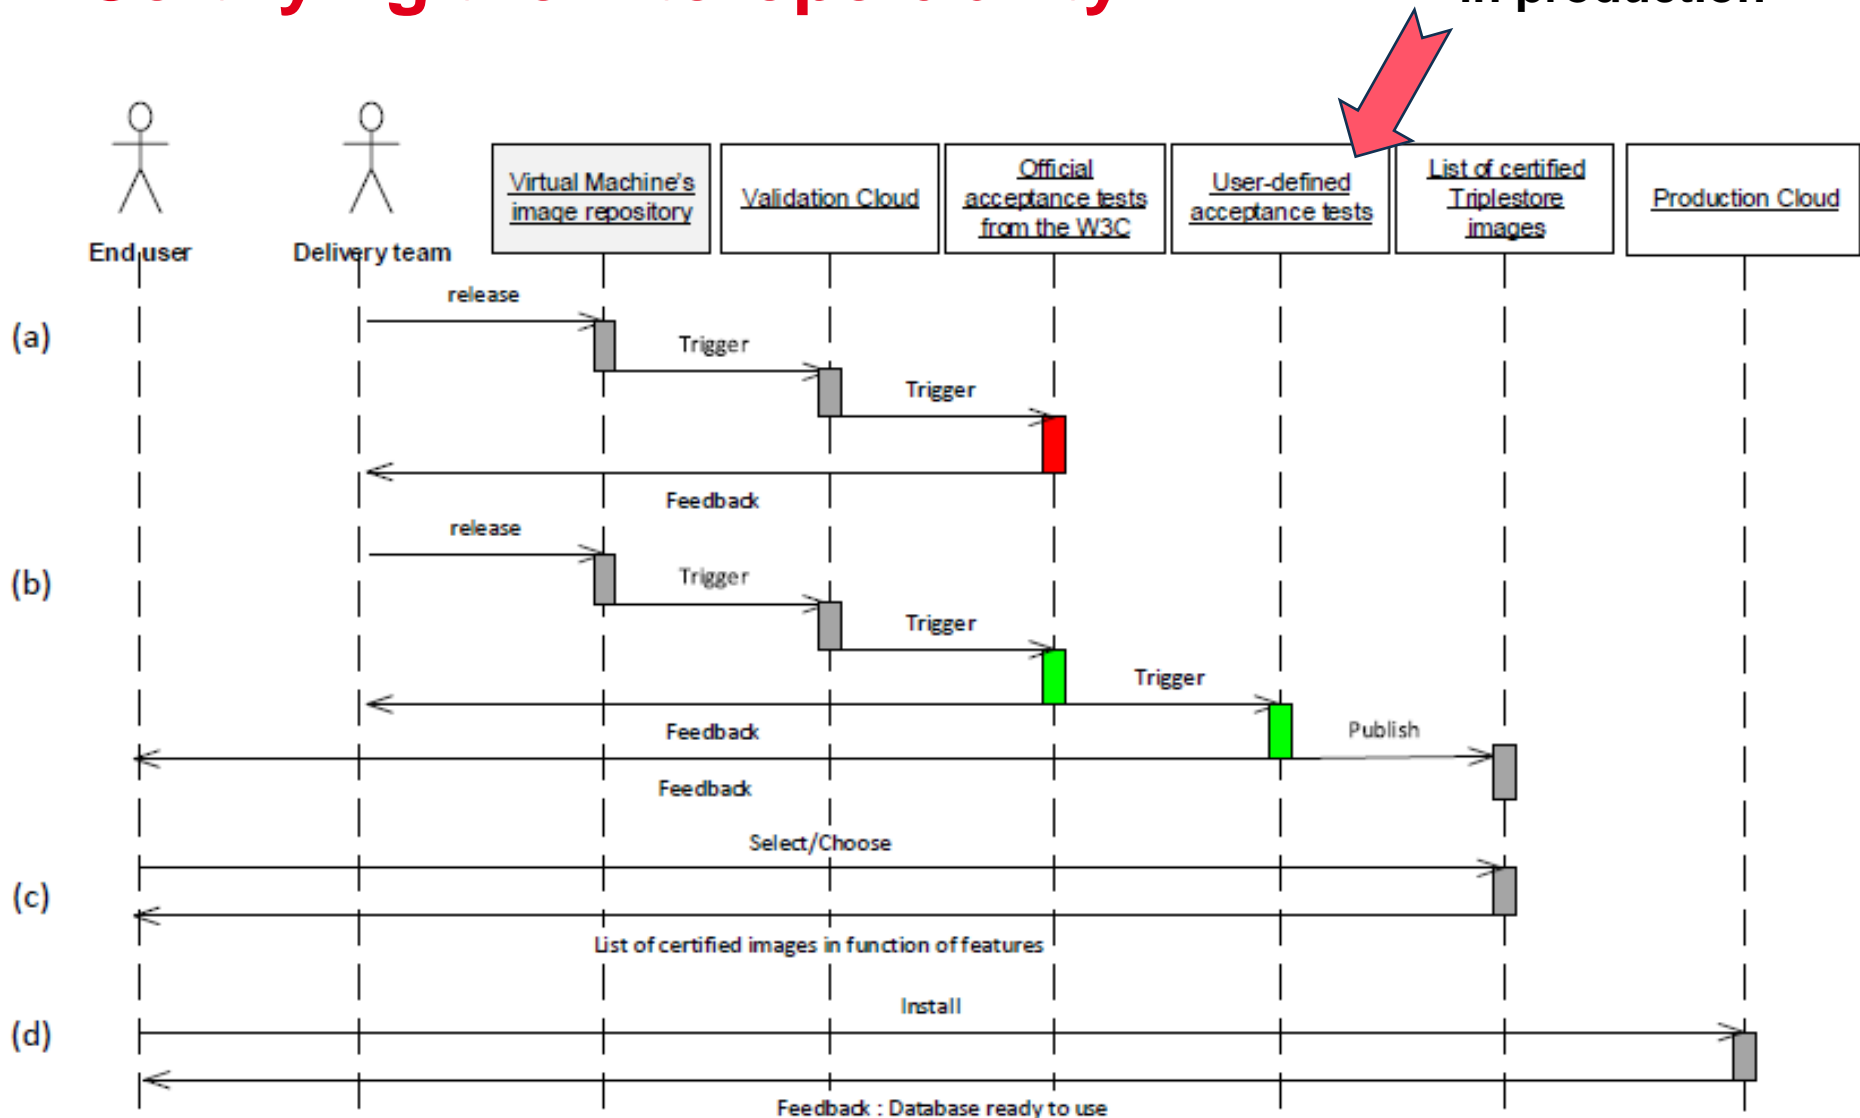 in production
End user
Delivery team
Virtual Machine's
image repository
Validation Cloud
Official
acceptance tests
from the W3C
User-defined
acceptance tests
List of certified
Triplestore
images
Production Cloud
(a)
release
Trigger
Trigger
Feedback
(b)
release
Trigger
Trigger
Trigger
Feedback
Publish
Feedback
(c)
Select/Choose
List of certified images in function of features
(d)
Install
Feedback : Database ready to use